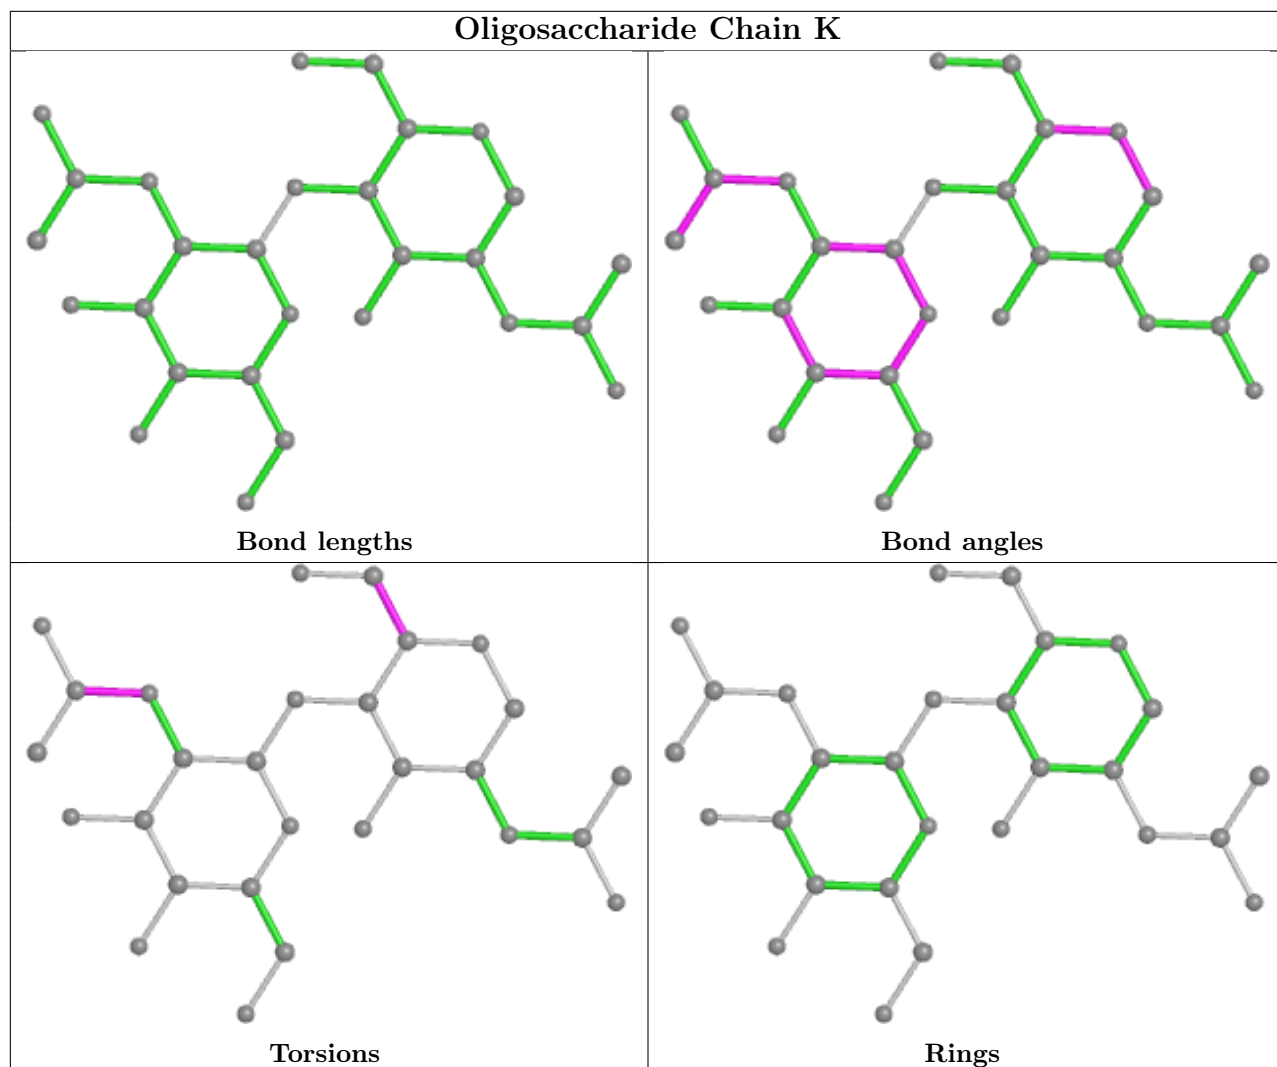 Oligosaccharide Chain K
Bond lengths
Bond angles
Torsions
Rings